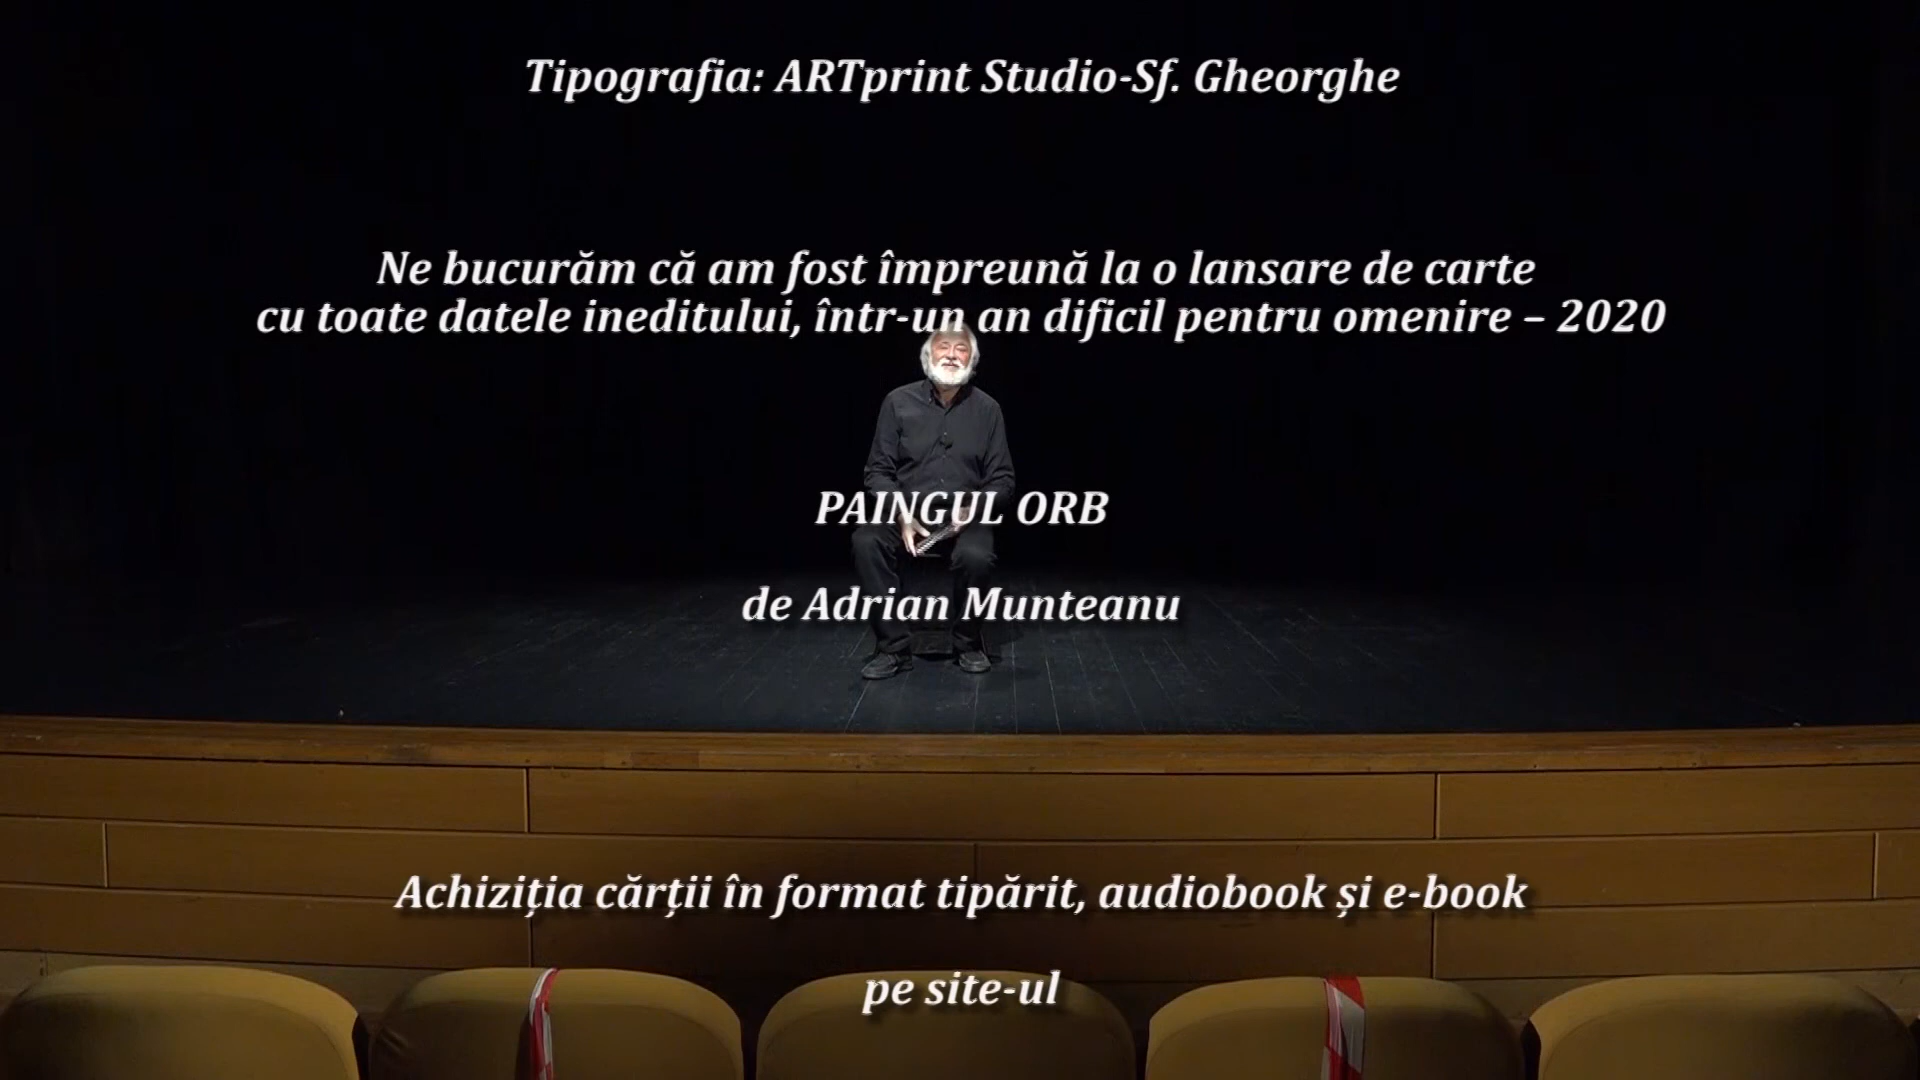 Tipografia: ARTprint Studio-Sf. Gheorghe
Ne bucurăm că am fost împreună la o lansare de carte
cu toate datele ineditului, într-un an dificil pentru omenire – 2020
PAINGUL ORB
de Adrian Munteanu
Achiziția cărții în format tipărit, audiobook și e-book
pe site-ul